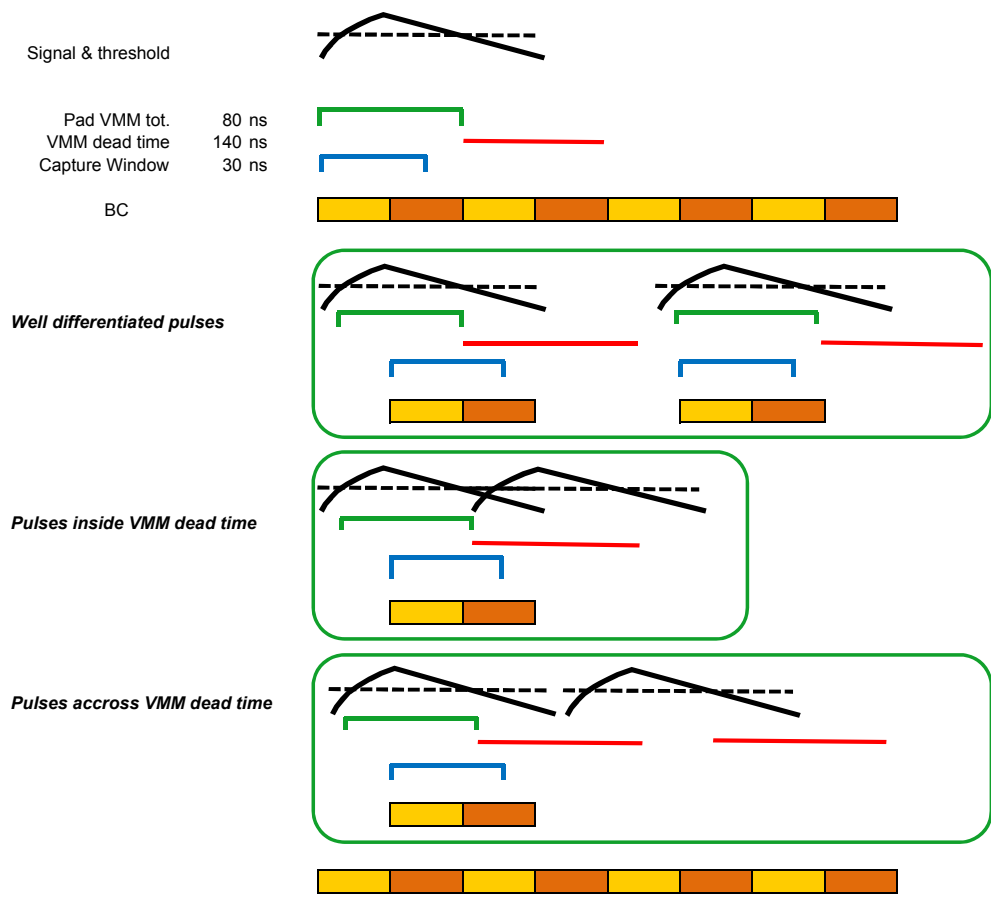 Signal & threshold
Pad VMM tot. 80 ns
VMM dead time 140 ns
Capture Window 30 ns
BC
Well differentiated pulses
Pulses inside VMM dead time
Pulses accross VMM dead time